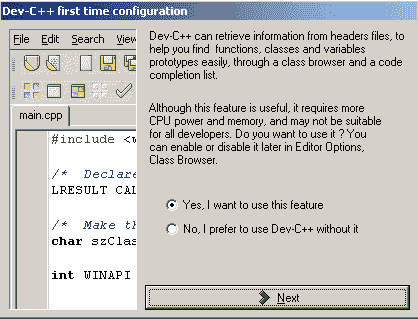 Dev-C++ first time configuration
File Edit Search View
main.cpp
#include <w
/* Declare
LRESULT CAL
/* Make th
char szClas
int WINAPI
Dev-C++ can retrieve information from headers files, to
help you find functions, classes and variables
prototypes easily, through a class browser and a code
completion list.
Although this feature is useful, it requires more
CPU power and memory, and may not be suitable
for all developers. Do you want to use it ? You
can enable or disable it later in Editor Options,
Class Browser.
Yes, I want to use this feature
No, I prefer to use Dev-C++ without it
Next